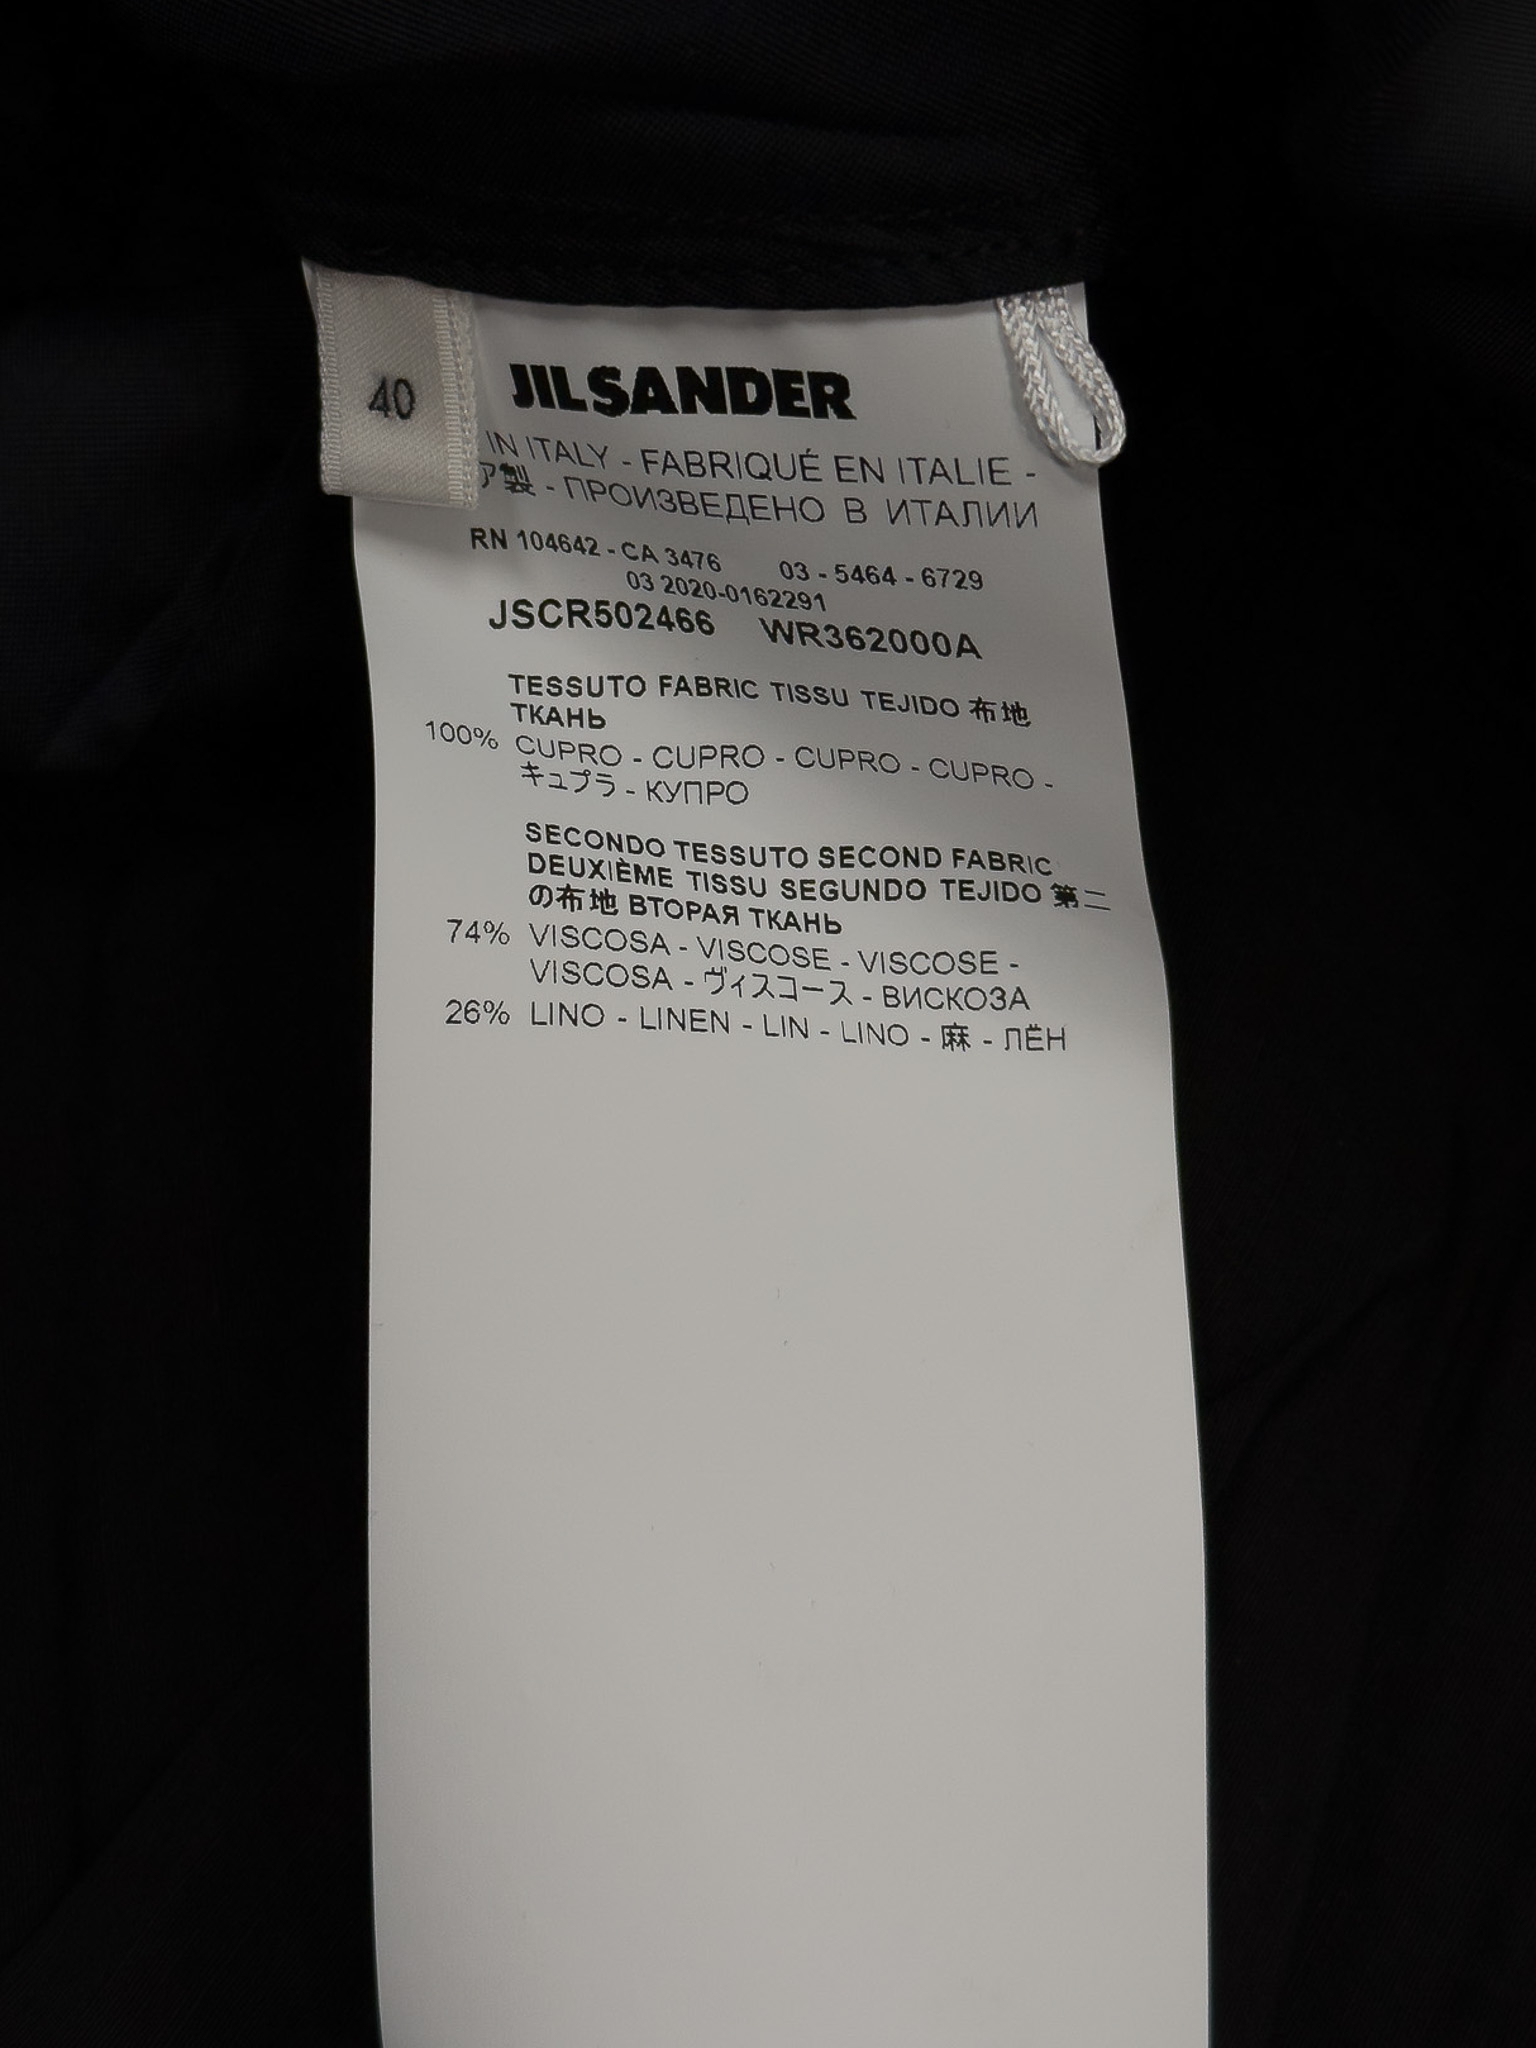 40
JIL SANDER
IN ITALY - FABRIQUÉ EN ITALIE -
ア製 - ПРОИЗВЕДЕНО В ИТАЛИИ
RN 104642 - CA 3476 03 - 5464 - 6729
03 2020-0162291
JSCR502466 WR362000A
TESSUTO FABRIC TISSU TEJIDO 布地
ТКАНЬ
100% CUPRO - CUPRO - CUPRO - CUPRO -
キュプラ - КУПРО
SECONDO TESSUTO SECOND FABRIC
DEUXIÈME TISSU SEGUNDO TEJIDO 第二
の布地 ВТОРАЯ ТКАНЬ
74% VISCOSA - VISCOSE - VISCOSE -
VISCOSA - ヴィスコース - ВИСКОЗА
26% LINO - LINEN - LIN - LINO - 麻 - ЛЁН